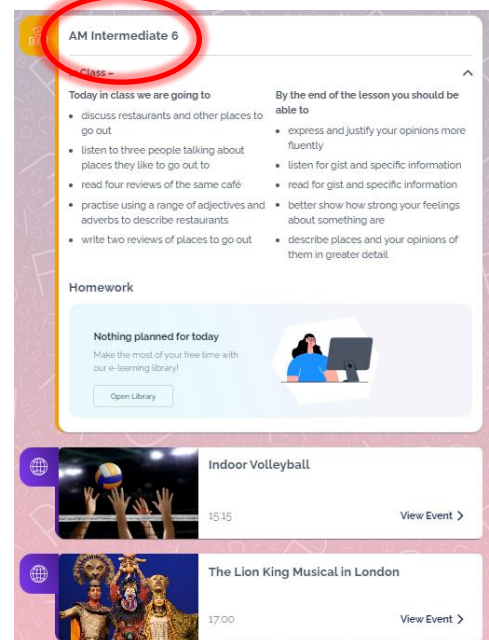 AM Intermediate 6
Class –
Today in class we are going to
discuss restaurants and other places to
go out
listen to three people talking about
places they like to go out to
read four reviews of the same café
practise using a range of adjectives and
adverbs to describe restaurants
write two reviews of places to go out
By the end of the lesson you should be
able to
express and justify your opinions more
fluently
listen for gist and specific information
read for gist and specific information
better show how strong your feelings
about something are
describe places and your opinions of
them in greater detail
Homework
Nothing planned for today
Make the most of your free time with
our e-learning library!
Open Library
Indoor Volleyball
15:15
View Event
The Lion King Musical in London
17:00
View Event